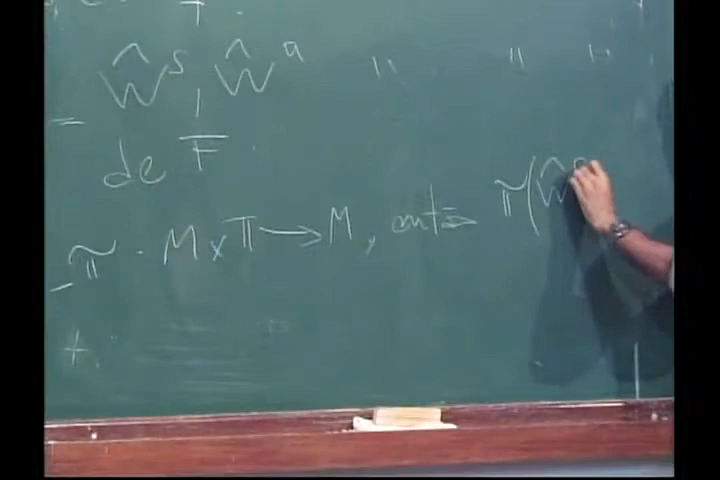 Ŵ^s, Ŵ^a " " "
de F.
π̃ : M × T → M, então π̃(Ŵ